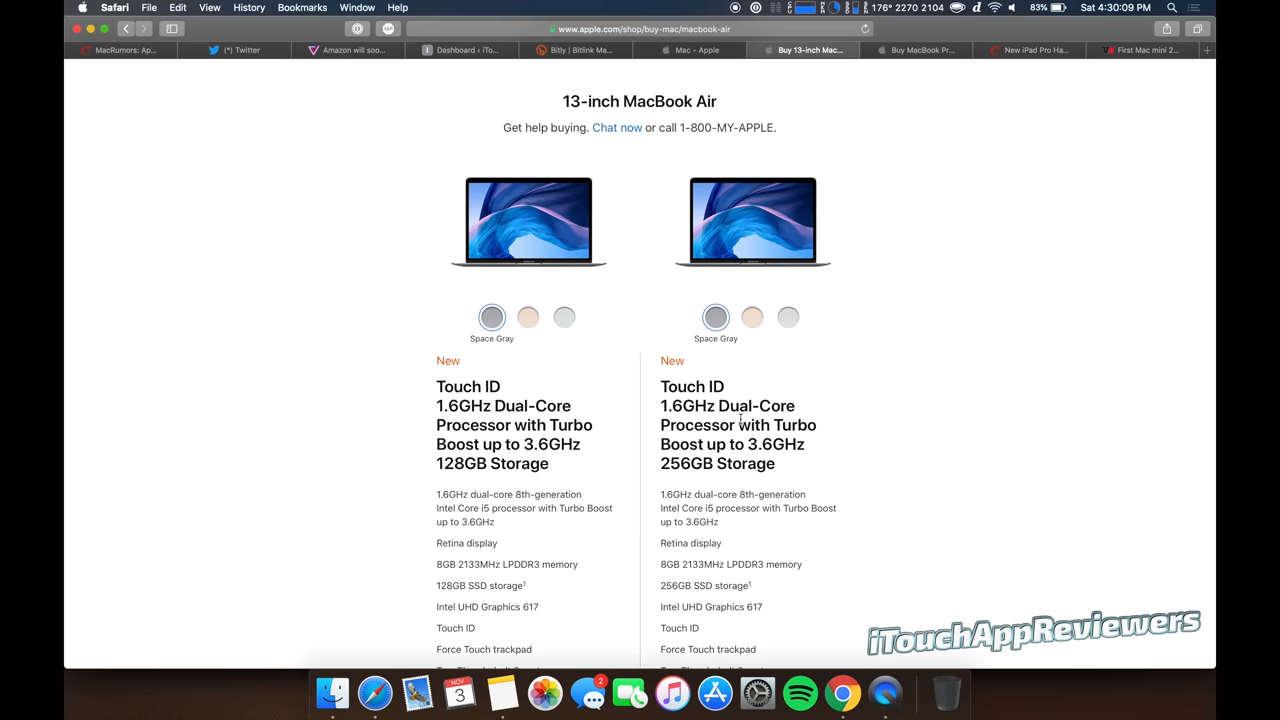 Safari File Edit View History Bookmarks Window Help
176° 2270 2104 83% Sat 4:30:09 PM
www.apple.com/shop/buy-mac/macbook-air
MacRumors: Ap... (*) Twitter Amazon will soo... Dashboard ‹ iTo... Bitly | Bitlink Ma... Mac - Apple Buy 13-inch Mac... Buy MacBook Pr... New iPad Pro Ha... First Mac mini 2...
13-inch MacBook Air
Get help buying. Chat now or call 1-800-MY-APPLE.
Space Gray
New
Touch ID
1.6GHz Dual-Core
Processor with Turbo
Boost up to 3.6GHz
128GB Storage
1.6GHz dual-core 8th-generation
Intel Core i5 processor with Turbo Boost
up to 3.6GHz
Retina display
8GB 2133MHz LPDDR3 memory
128GB SSD storage¹
Intel UHD Graphics 617
Touch ID
Force Touch trackpad
Space Gray
New
Touch ID
1.6GHz Dual-Core
Processor with Turbo
Boost up to 3.6GHz
256GB Storage
1.6GHz dual-core 8th-generation
Intel Core i5 processor with Turbo Boost
up to 3.6GHz
Retina display
8GB 2133MHz LPDDR3 memory
256GB SSD storage¹
Intel UHD Graphics 617
Touch ID
Force Touch trackpad
iTouchAppReviewers
NOV
3
2